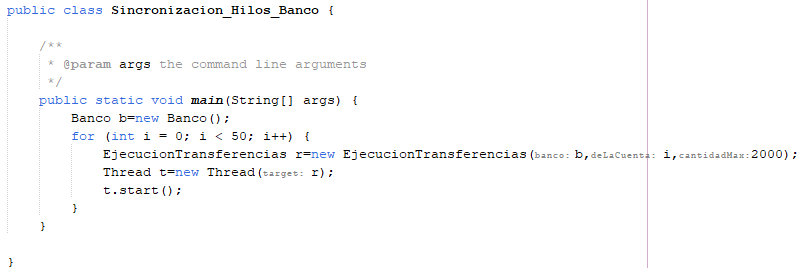 public class Sincronizacion_Hilos_Banco {
/**
* @param args the command line arguments
*/
public static void main(String[] args) {
Banco b=new Banco();
for (int i = 0; i < 50; i++) {
EjecucionTransferencias r=new EjecucionTransferencias(banco: b,deLaCuenta: i,cantidadMax:2000);
Thread t=new Thread(target: r);
t.start();
}
}
}